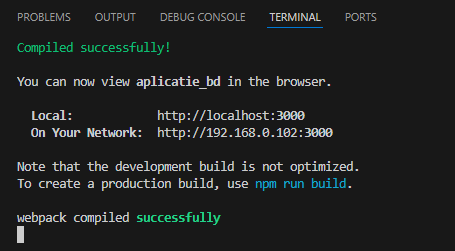 PROBLEMS OUTPUT DEBUG CONSOLE TERMINAL PORTS
Compiled successfully!
You can now view aplicatie_bd in the browser.
Local: http://localhost:3000
On Your Network: http://192.168.0.102:3000
Note that the development build is not optimized.
To create a production build, use npm run build.
webpack compiled successfully